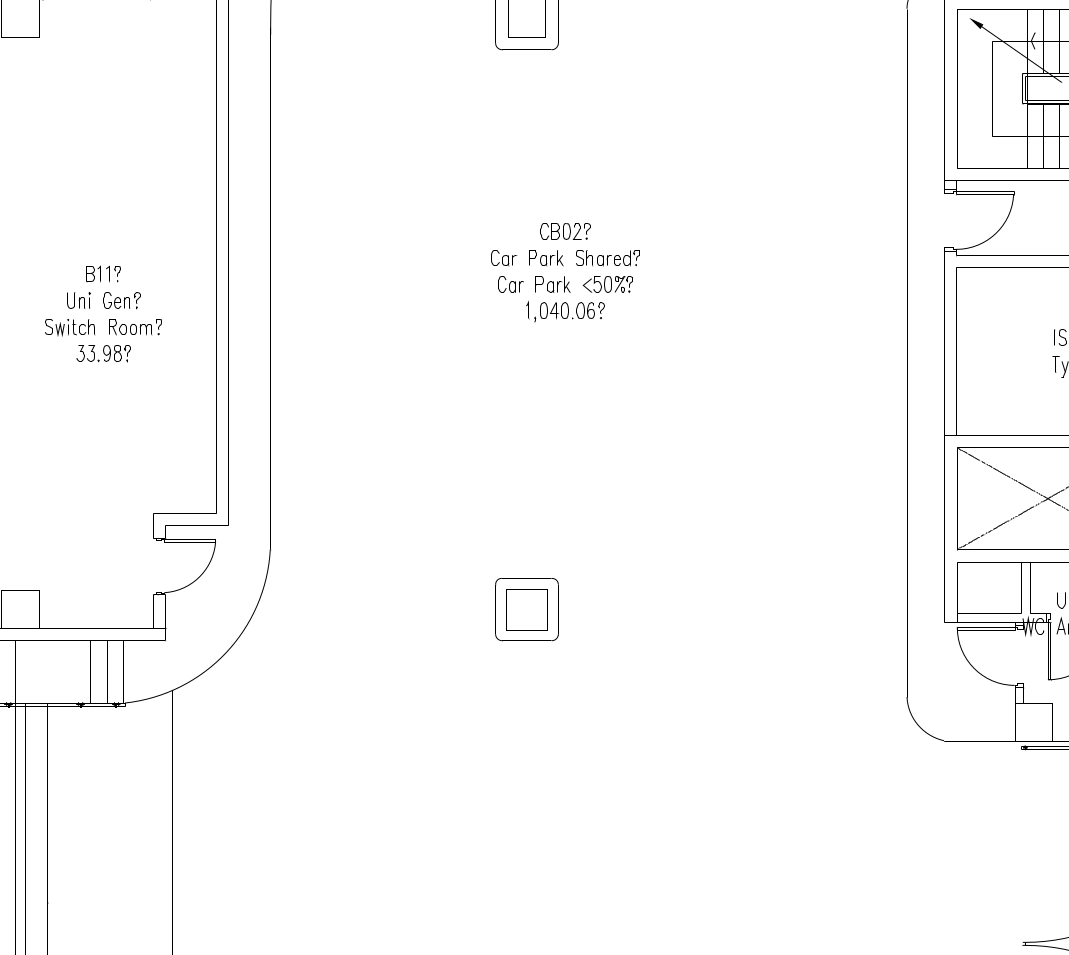 CB02?
Car Park Shared?
Car Park <50%?
1,040.06?
B11?
Uni Gen?
Switch Room?
33.98?
IS
Ty
U
WC